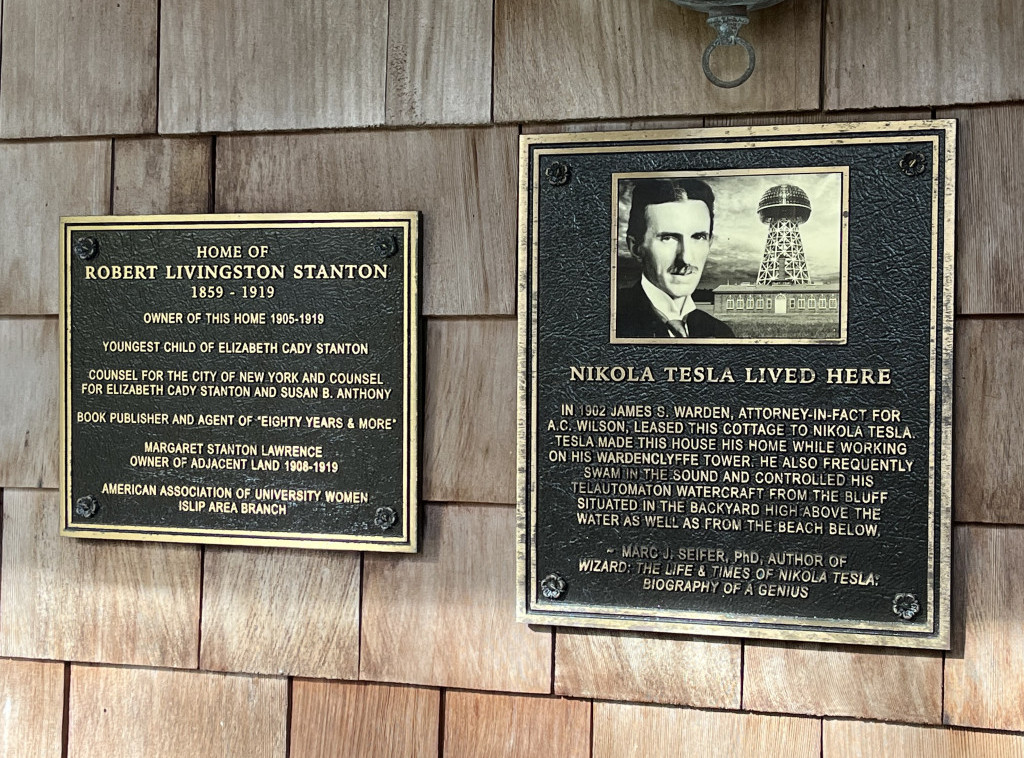 HOME OF
ROBERT LIVINGSTON STANTON
1859 - 1919
OWNER OF THIS HOME 1905-1919
YOUNGEST CHILD OF ELIZABETH CADY STANTON
COUNSEL FOR THE CITY OF NEW YORK AND COUNSEL
FOR ELIZABETH CADY STANTON AND SUSAN B. ANTHONY
BOOK PUBLISHER AND AGENT OF "EIGHTY YEARS & MORE"
MARGARET STANTON LAWRENCE
OWNER OF ADJACENT LAND 1908-1919
AMERICAN ASSOCIATION OF UNIVERSITY WOMEN
ISLIP AREA BRANCH
NIKOLA TESLA LIVED HERE
IN 1902 JAMES S. WARDEN, ATTORNEY-IN-FACT FOR
A.C. WILSON, LEASED THIS COTTAGE TO NIKOLA TESLA.
TESLA MADE THIS HOUSE HIS HOME WHILE WORKING
ON HIS WARDENCLYFFE TOWER. HE ALSO FREQUENTLY
SWAM IN THE SOUND AND CONTROLLED HIS
TELAUTOMATON WATERCRAFT FROM THE BLUFF
SITUATED IN THE BACKYARD HIGH ABOVE THE
WATER AS WELL AS FROM THE BEACH BELOW.
~ MARC J. SEIFER, PhD, AUTHOR OF
WIZARD: THE LIFE & TIMES OF NIKOLA TESLA:
BIOGRAPHY OF A GENIUS